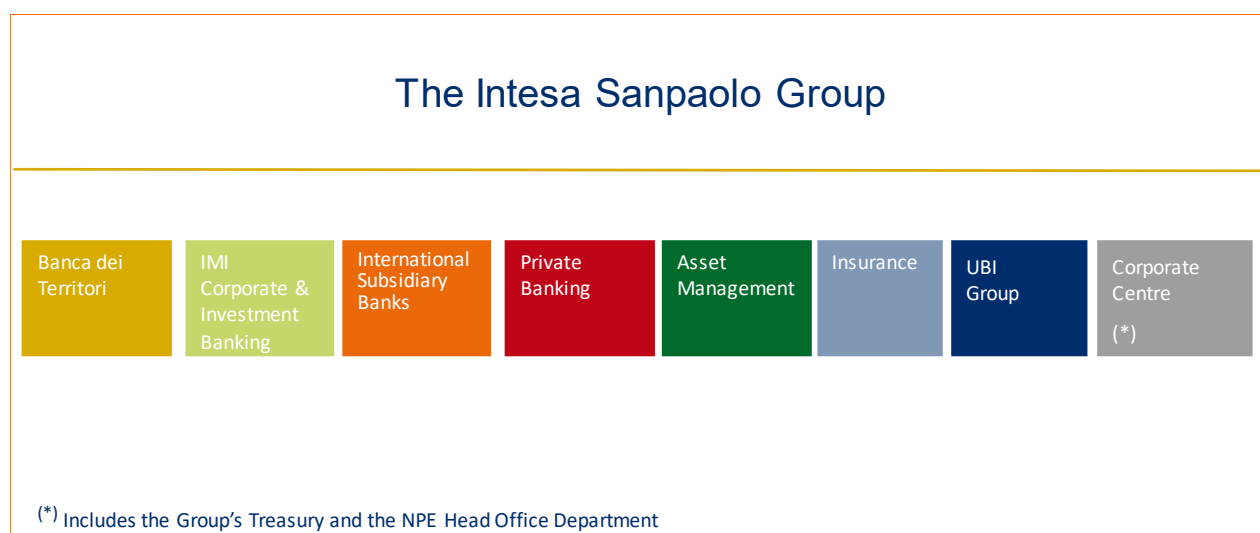 The Intesa Sanpaolo Group
Banca dei
Territori
IMI
Corporate &
Investment
Banking
International
Subsidiary
Banks
Private
Banking
Asset
Management
Insurance
UBI
Group
Corporate
Centre
(*)
(*) Includes the Group’s Treasury and the NPE Head Office Department